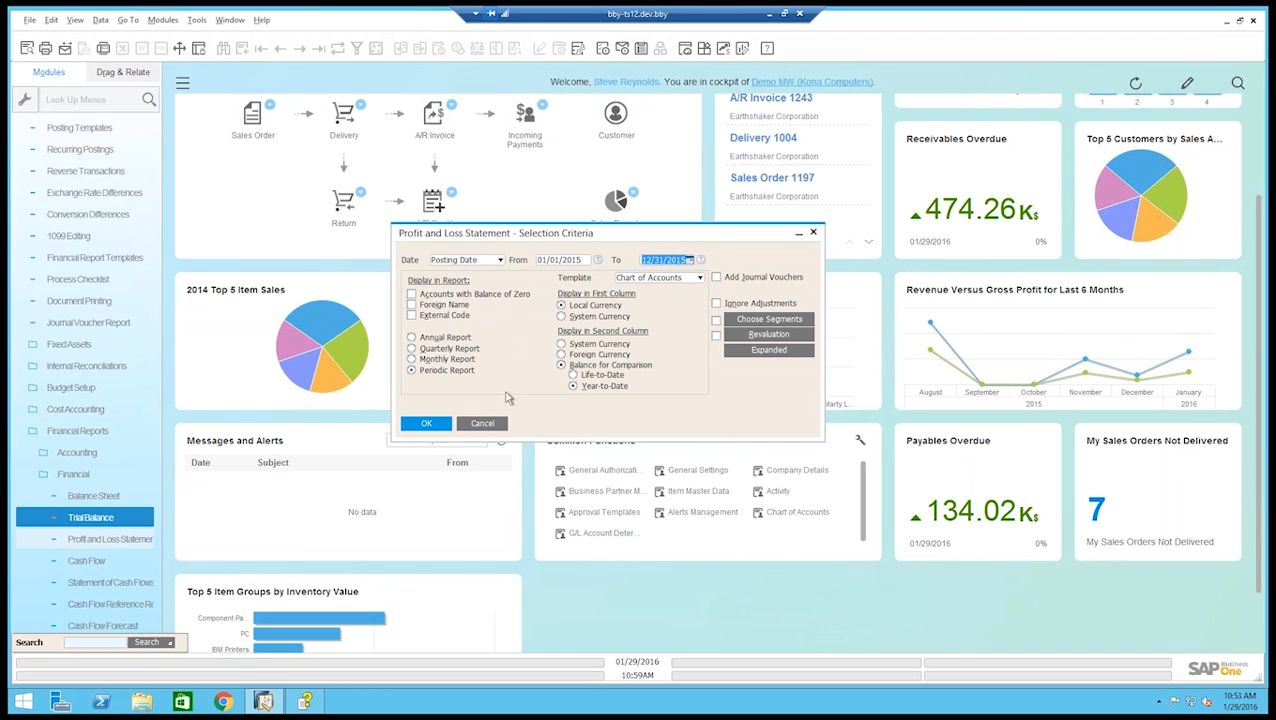 bby-ts12.dev.bby
File Edit View Data Go To Modules Tools Window Help
Modules Drag & Relate
Look Up Menus
Posting Templates
Recurring Postings
Reverse Transactions
Exchange Rate Differences
Conversion Differences
1099 Editing
Financial Report Templates
Process Checklist
Document Printing
Journal Voucher Report
Fixed Assets
Internal Reconciliations
Budget Setup
Cost Accounting
Financial Reports
Accounting
Financial
Balance Sheet
Trial Balance
Profit and Loss Statemer
Cash Flow
Statement of Cash Flows
Cash Flow Reference Re
Cash Flow Forecast
Search Search
Welcome, Steve Reynolds. You are in cockpit of Demo MW (Kona Computers).
Sales Order
Delivery
A/R Invoice
Incoming
Payments
Customer
Return
A/R Invoice 1243
Earthshaker Corporation
Delivery 1004
Earthshaker Corporation
Sales Order 1197
Earthshaker Corporation
1 2 3 4
Receivables Overdue
474.26 K$
01/29/2016 0%
Top 5 Customers by Sales A...
2014 Top 5 Item Sales
Profit and Loss Statement - Selection Criteria
Date Posting Date From 01/01/2015 To 12/31/2015
Display in Report:
Accounts with Balance of Zero
Foreign Name
External Code
Annual Report
Quarterly Report
Monthly Report
Periodic Report
Template Chart of Accounts
Display in First Column
Local Currency
System Currency
Display in Second Column
System Currency
Foreign Currency
Balance for Comparison
Life-to-Date
Year-to-Date
Add Journal Vouchers
Ignore Adjustments
Choose Segments
Revaluation
Expanded
OK Cancel
Revenue Versus Gross Profit for Last 6 Months
August September October November December January
2015 2016
Messages and Alerts
Date Subject From
No data
Common Functions
General Authorizati... General Settings Company Details
Business Partner M... Item Master Data Activity
Approval Templates Alerts Management Chart of Accounts
G/L Account Deter...
Payables Overdue
134.02 K$
01/29/2016 0%
My Sales Orders Not Delivered
7
My Sales Orders Not Delivered
Top 5 Item Groups by Inventory Value
Component Pa...
PC
IBM Printers
01/29/2016
10:59AM
SAP Business One
10:53 AM
1/29/2016